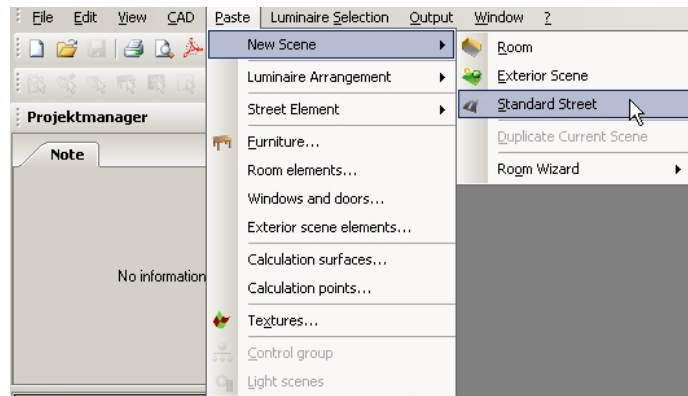 File Edit View CAD Paste Luminaire Selection Output Window ?
New Scene
Luminaire Arrangement
Street Element
Furniture...
Room elements...
Windows and doors...
Exterior scene elements...
Calculation surfaces...
Calculation points...
Textures...
Control group
Light scenes
Room
Exterior Scene
Standard Street
Duplicate Current Scene
Room Wizard
Projektmanager
Note
No information